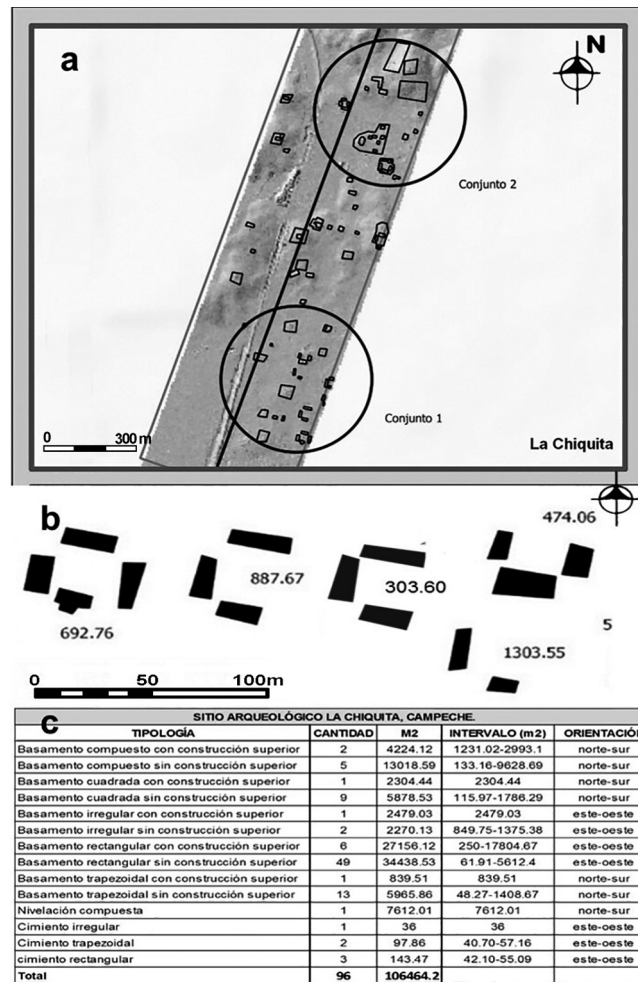 a
N
Conjunto 2
Conjunto 1
0 300 m
La Chiquita
b
474.06
887.67
303.60
692.76
1303.55
5
0 50 100m
c
SITIO ARQUEOLÓGICO LA CHIQUITA, CAMPECHE.
TIPOLOGÍA CANTIDAD M2 INTERVALO (m2) ORIENTACIÓN
Basamento compuesto con construcción superior 2 4224.12 1231.02-2993.1 norte-sur
Basamento compuesto sin construcción superior 5 13018.59 133.16-9628.69 norte-sur
Basamento cuadrada con construcción superior 1 2304.44 2304.44 norte-sur
Basamento cuadrada sin construcción superior 9 5878.53 115.97-1786.29 norte-sur
Basamento irregular con construcción superior 1 2479.03 2479.03 este-oeste
Basamento irregular sin construcción superior 2 2270.13 849.75-1375.38 este-oeste
Basamento rectangular con construcción superior 6 27156.12 250-17804.67 este-oeste
Basamento rectangular sin construcción superior 49 34438.53 61.91-5612.4 este-oeste
Basamento trapezoidal con construcción superior 1 839.51 839.51 norte-sur
Basamento trapezoidal sin construcción superior 13 5965.86 48.27-1408.67 norte-sur
Nivelación compuesta 1 7612.01 7612.01 norte-sur
Cimiento irregular 1 36 36 este-oeste
Cimiento trapezoidal 2 97.86 40.70-57.16 este-oeste
cimiento rectangular 3 143.47 42.10-55.09 este-oeste
Total 96 106464.2